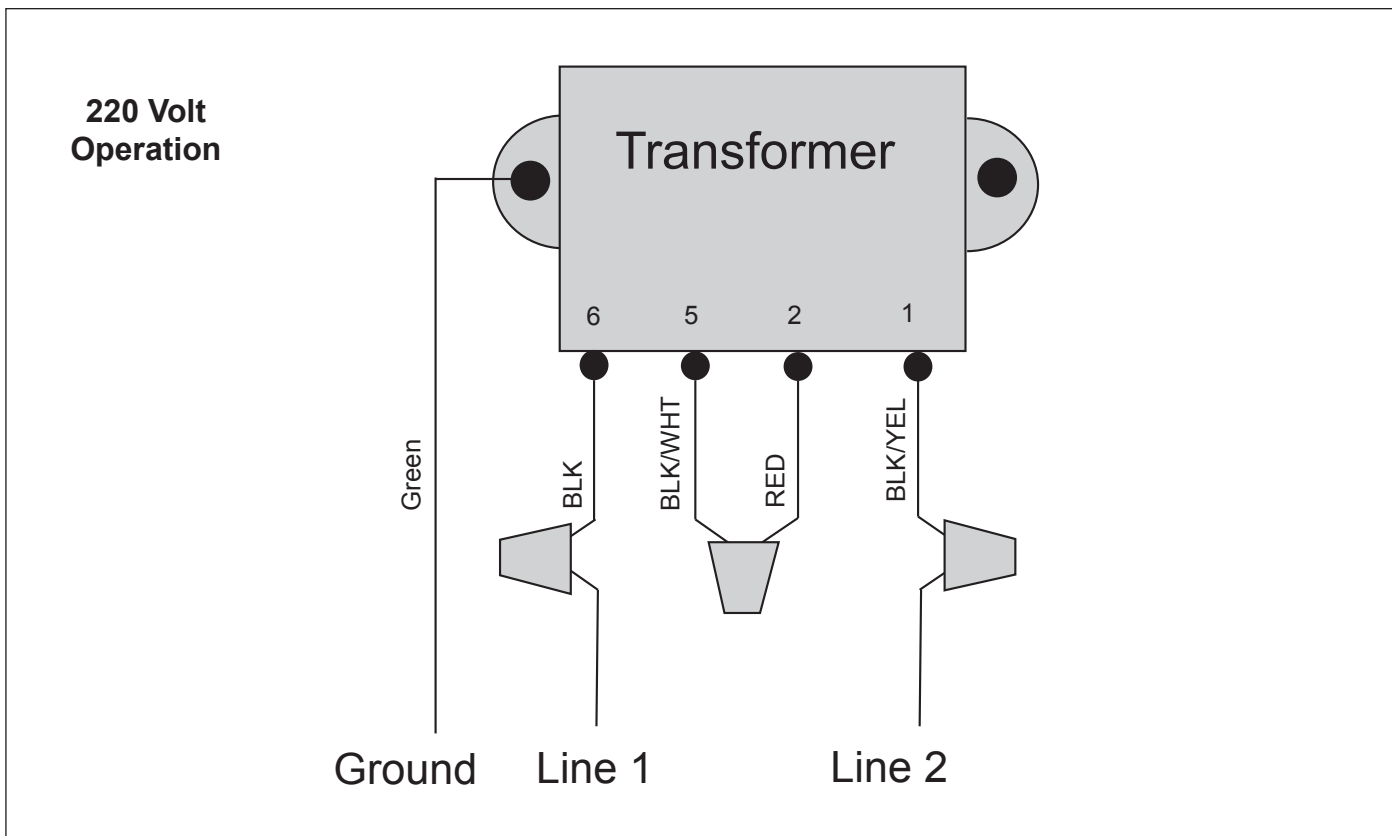 220 Volt
Operation
Transformer
6 5 2 1
Green
BLK
BLK/WHT
RED
BLK/YEL
Ground
Line 1
Line 2